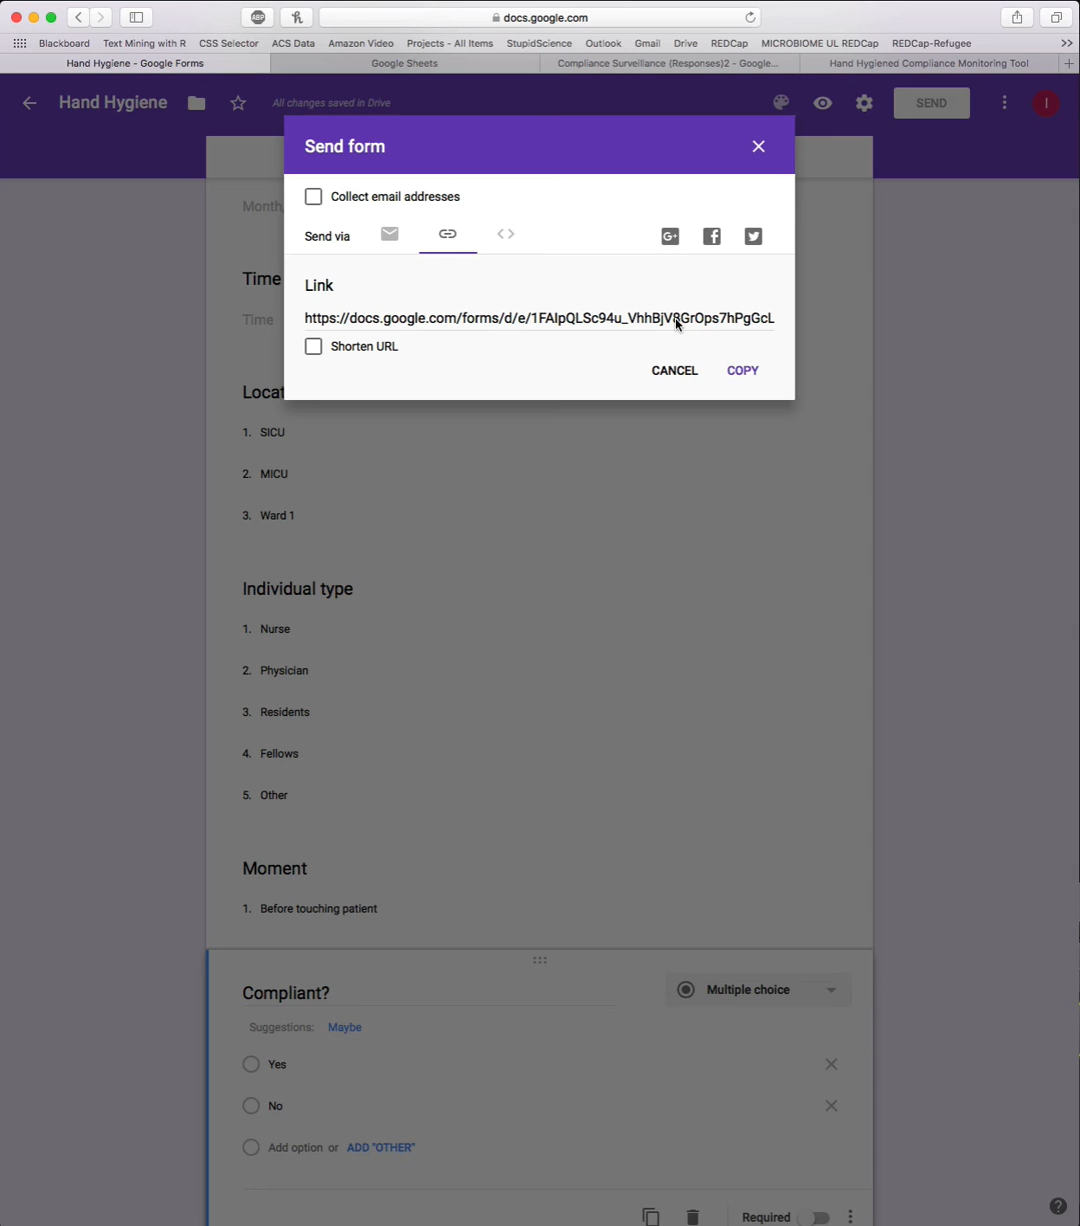 docs.google.com
Blackboard Text Mining with R CSS Selector ACS Data Amazon Video Projects - All Items StupidScience Outlook Gmail Drive REDCap MICROBIOME UL REDCap REDCap-Refugee >>
Hand Hygiene - Google Forms Google Sheets Compliance Surveillance (Responses)2 - Google... Hand Hygiened Compliance Monitoring Tool +
Hand Hygiene All changes saved in Drive SEND I
Send form
Collect email addresses
Month,
Send via G+
Time
Link
https://docs.google.com/forms/d/e/1FAIpQLSc94u_VhhBjV GrOps7hPgGcL
Time
Shorten URL
CANCEL COPY
Locat
1. SICU
2. MICU
3. Ward 1
Individual type
1. Nurse
2. Physician
3. Residents
4. Fellows
5. Other
Moment
1. Before touching patient
Compliant? Multiple choice
Suggestions: Maybe
Yes
No
Add option or ADD "OTHER"
Required